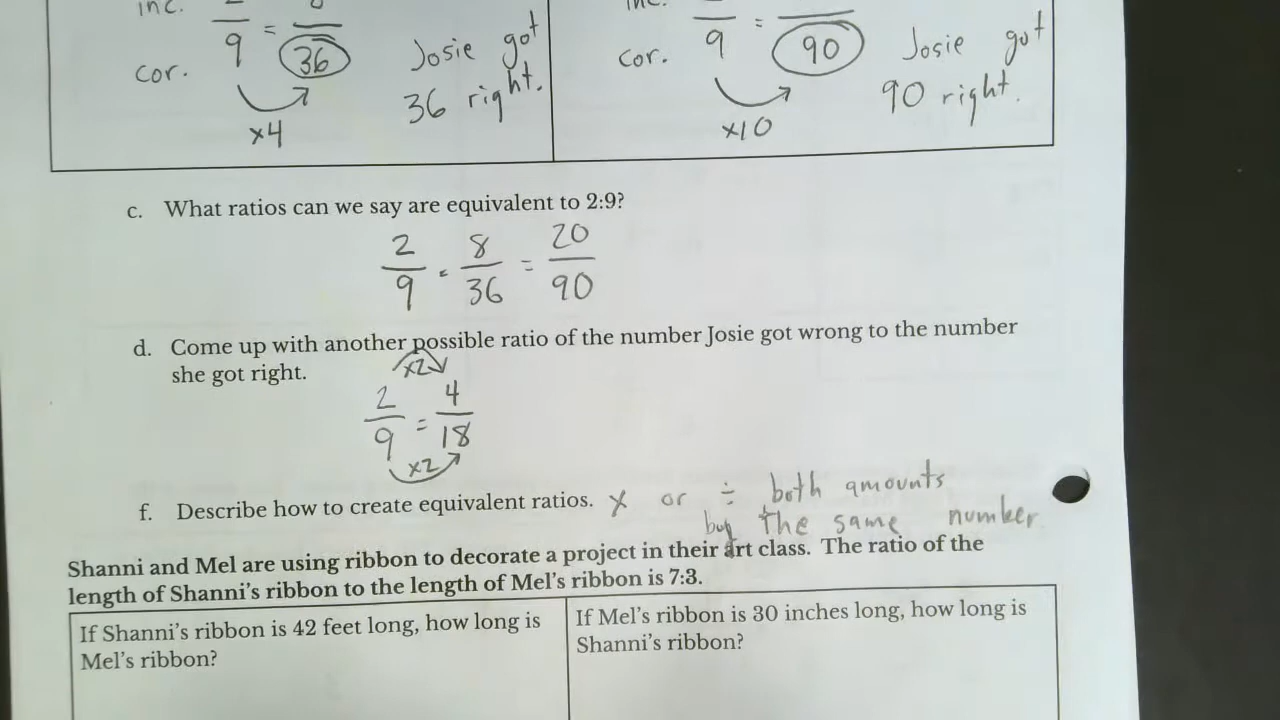 inc.
9 = 36
cor.
Josie got
36 right.
x4
inc.
9 = 90
cor.
Josie got
90 right.
x10
c. What ratios can we say are equivalent to 2:9?
2/9 = 8/36 = 20/90
d. Come up with another possible ratio of the number Josie got wrong to the number
she got right.
x2
2/9 = 4/18
x2
f. Describe how to create equivalent ratios. x or ÷ both amounts
by the same number
Shanni and Mel are using ribbon to decorate a project in their art class. The ratio of the
length of Shanni's ribbon to the length of Mel's ribbon is 7:3.
If Shanni's ribbon is 42 feet long, how long is
Mel's ribbon?
If Mel's ribbon is 30 inches long, how long is
Shanni's ribbon?